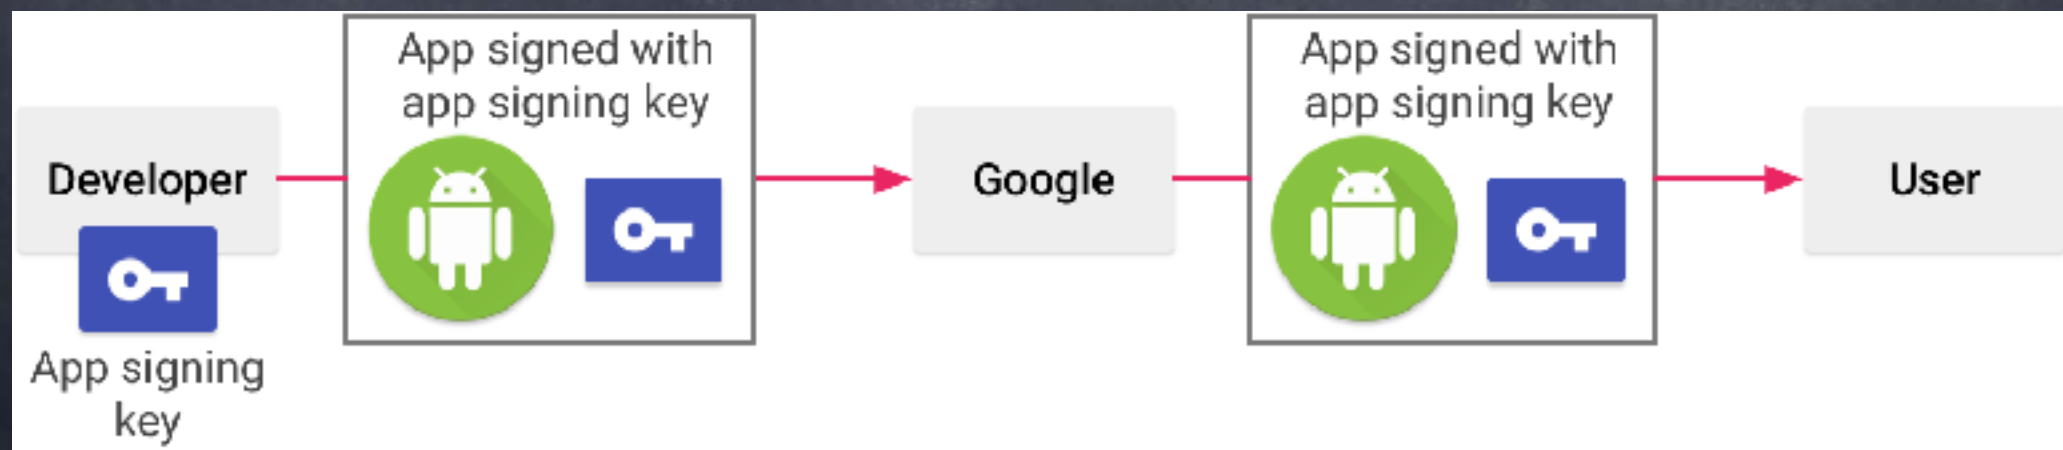 App signed with
app signing key
App signed with
app signing key
Developer
Google
User
App signing
key